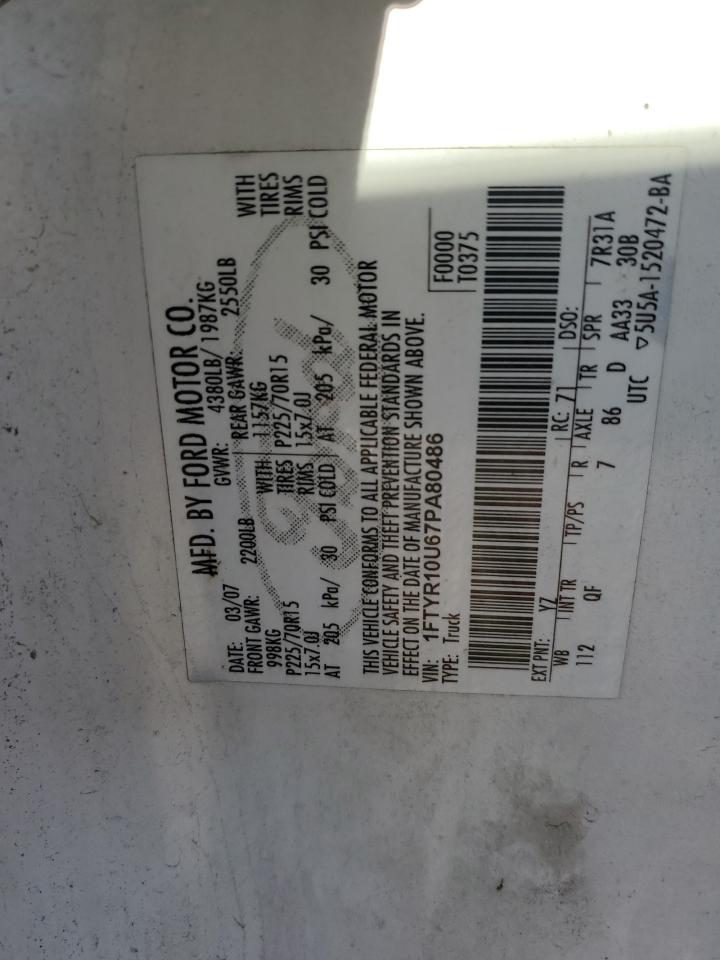 MFD. BY FORD MOTOR CO.
DATE: 03/07 GVWR: 4380LB/ 1987KG
FRONT GAWR: 2200LB REAR GAWR: 2550LB
998KG WITH 1157KG WITH
P225/70R15 TIRES P225/70R15 TIRES
15x7.0J RIMS 15x7.0J RIMS
AT 205 kPa/ 30 PSI COLD AT 205 kPa/ 30 PSI COLD
THIS VEHICLE CONFORMS TO ALL APPLICABLE FEDERAL MOTOR
VEHICLE SAFETY AND THEFT PREVENTION STANDARDS IN
EFFECT ON THE DATE OF MANUFACTURE SHOWN ABOVE.
VIN: 1FTYR10U67PA80486 F0000
TYPE: Truck T0375
EXT PNT: YZ RC: 71 DSO:
WB INT TR TP/PS R AXLE TR SPR 7R31A
112 QF 7 86 D AA33 30B
UTC ▽5U5A-1520472-BA